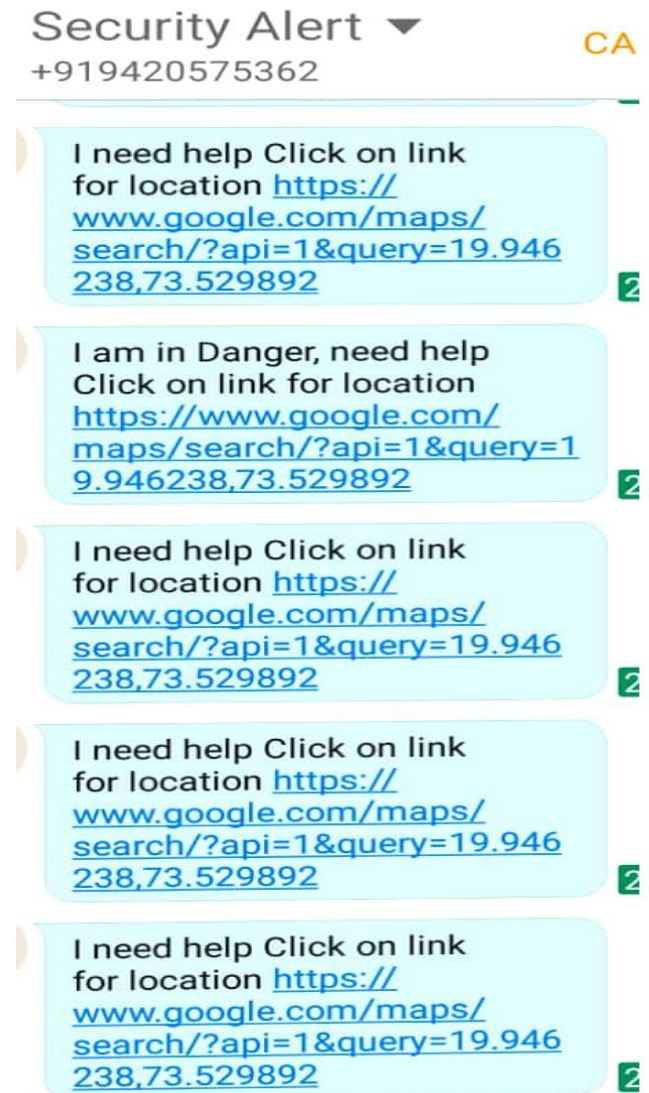 Security Alert
CA
+919420575362
I need help Click on link
for location https://
www.google.com/maps/
search/?api=1&query=19.946
238,73.529892
2
I am in Danger, need help
Click on link for location
https://www.google.com/
maps/search/?api=1&query=1
9.946238,73.529892
2
I need help Click on link
for location https://
www.google.com/maps/
search/?api=1&query=19.946
238,73.529892
2
I need help Click on link
for location https://
www.google.com/maps/
search/?api=1&query=19.946
238,73.529892
2
I need help Click on link
for location https://
www.google.com/maps/
search/?api=1&query=19.946
238,73.529892
2